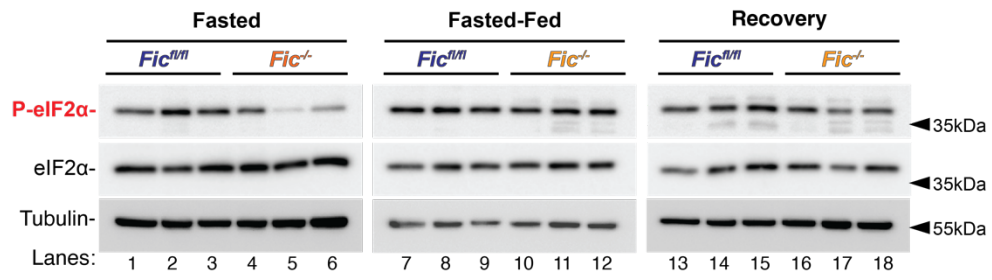 Fasted Fasted-Fed Recovery
Fic^fl/fl Fic^-/- Fic^fl/fl Fic^-/- Fic^fl/fl Fic^-/-
P-eIF2α-
◀35kDa
eIF2α-
◀35kDa
Tubulin-
◀55kDa
Lanes: 1 2 3 4 5 6 7 8 9 10 11 12 13 14 15 16 17 18